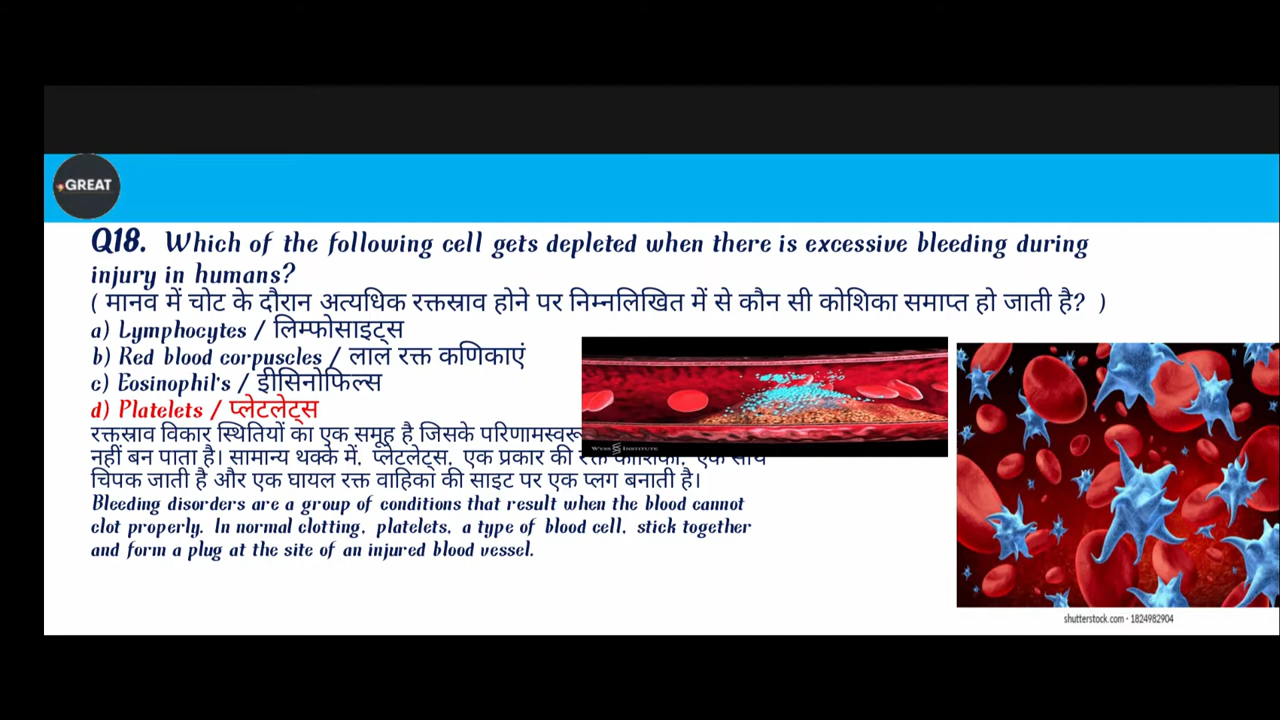 GREAT
Q18. Which of the following cell gets depleted when there is excessive bleeding during
injury in humans?
( मानव में चोट के दौरान अत्यधिक रक्तस्राव होने पर निम्नलिखित में से कौन सी कोशिका समाप्त हो जाती है? )
a) Lymphocytes / लिम्फोसाइट्स
b) Red blood corpuscles / लाल रक्त कणिकाएं
c) Eosinophil's / ईोसिनोफिल्स
d) Platelets / प्लेटलेट्स
रक्तस्राव विकार स्थितियों का एक समूह है जिसके
नहीं बन पाता है। सामान्य थक्के में, प्लेटलेट्स, एक प्रकार की रक्त कोशिका, एक साथ
चिपक जाती है और एक घायल रक्त वाहिका की साइट पर एक प्लग बनाती है।
Bleeding disorders are a group of conditions that result when the blood cannot
clot properly. In normal clotting, platelets, a type of blood cell, stick together
and form a plug at the site of an injured blood vessel.
WYSS INSTITUTE
shutterstock.com · 1824982904